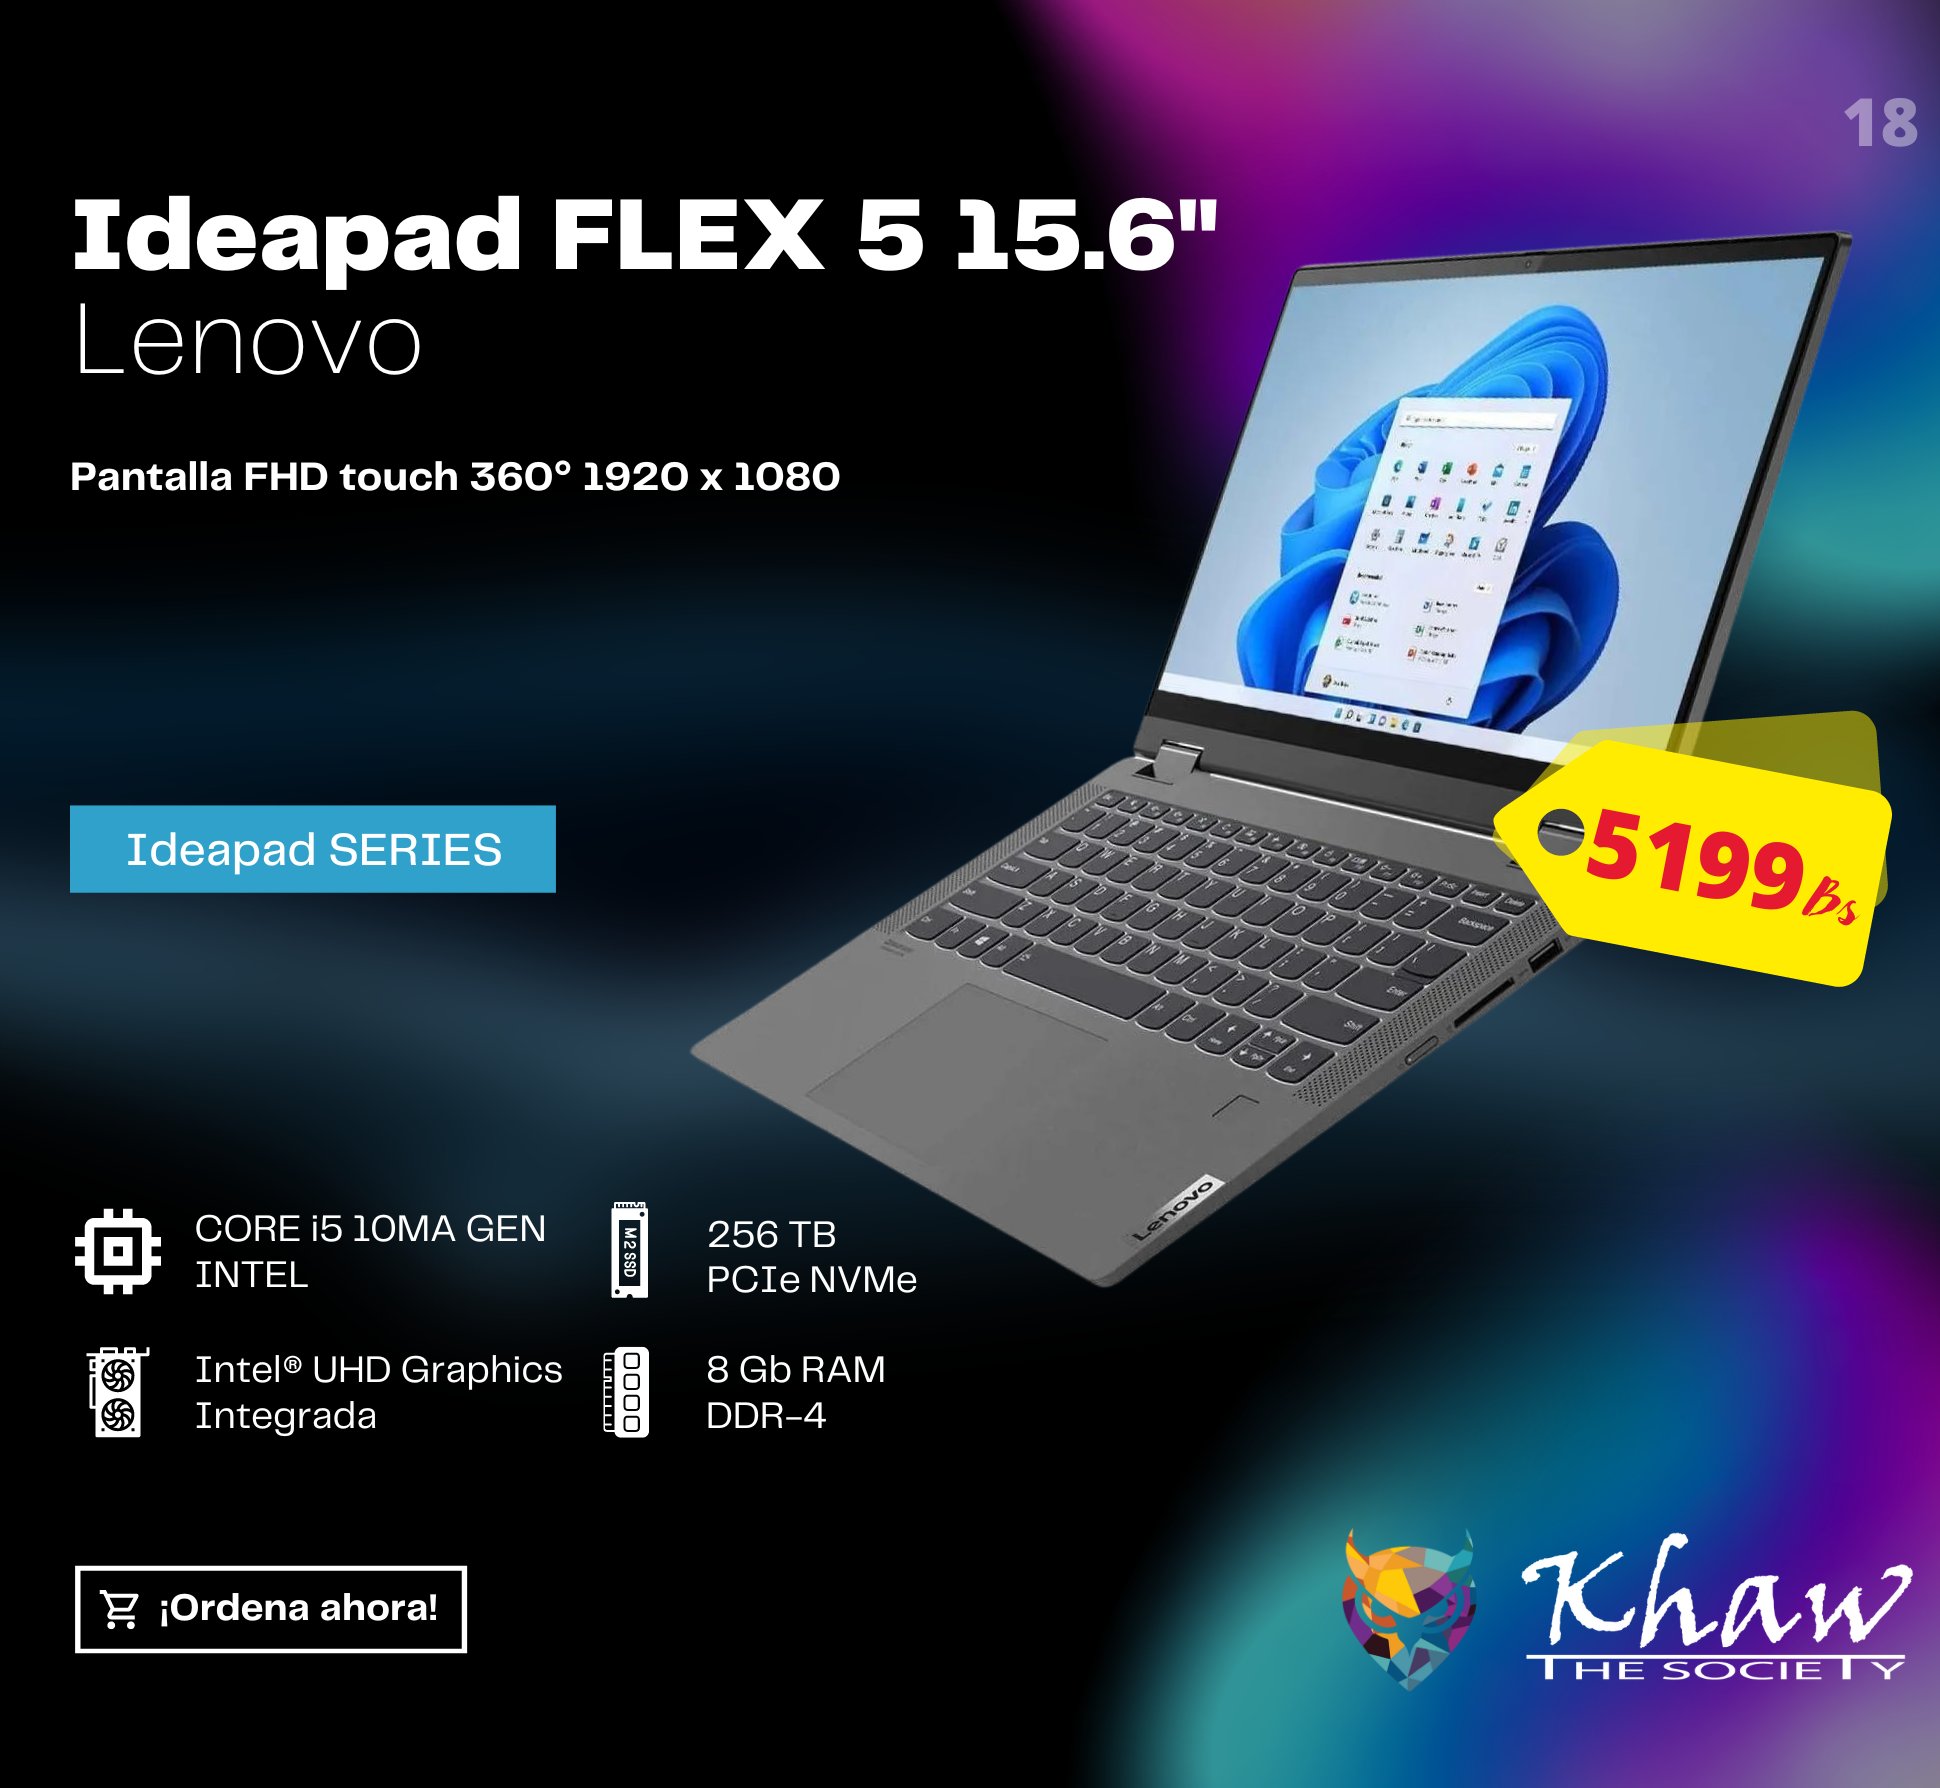 18
Ideapad FLEX 5 15.6"
Lenovo
Pantalla FHD touch 360° 1920 x 1080
Ideapad SERIES
5199Bs
CORE i5 10MA GEN
INTEL
M2 SSD
256 TB
PCIe NVMe
Intel® UHD Graphics
Integrada
8 Gb RAM
DDR-4
Lenovo
¡Ordena ahora!
Khaw
THE SOCIETY